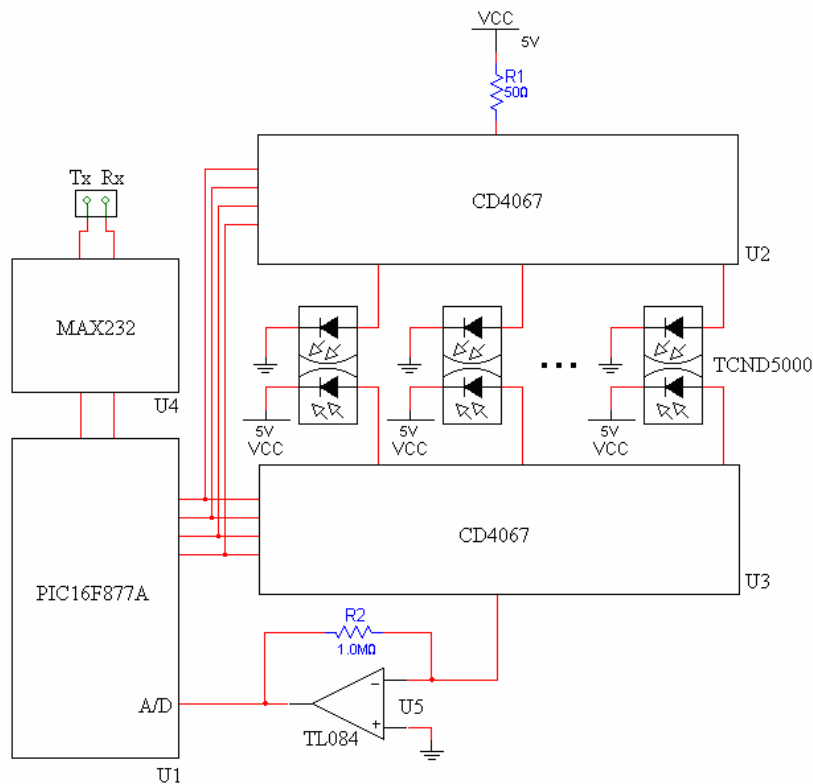 VCC
5V
R1
50Ω
CD4067
U2
Tx Rx
MAX232
U4
TCND5000
5V
VCC
5V
VCC
5V
VCC
CD4067
U3
PIC16F877A
A/D
U1
R2
1.0MΩ
U5
TL084